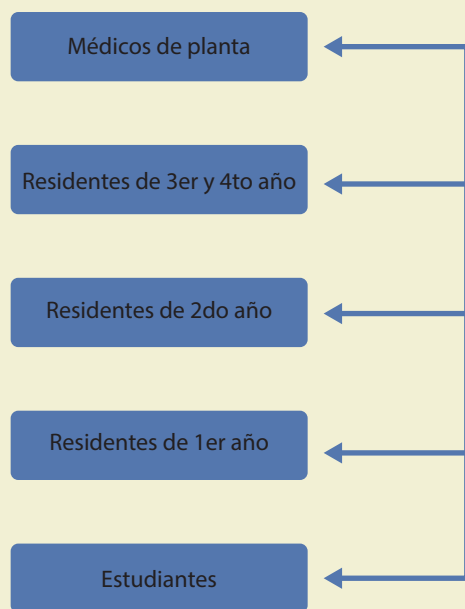 Médicos de planta
Residentes de 3er y 4to año
Residentes de 2do año
Residentes de 1er año
Estudiantes